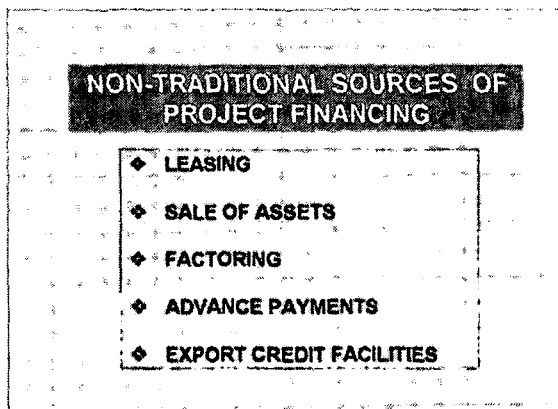 NON-TRADITIONAL SOURCES OF
PROJECT FINANCING
❖ LEASING
❖ SALE OF ASSETS
❖ FACTORING
❖ ADVANCE PAYMENTS
❖ EXPORT CREDIT FACILITIES